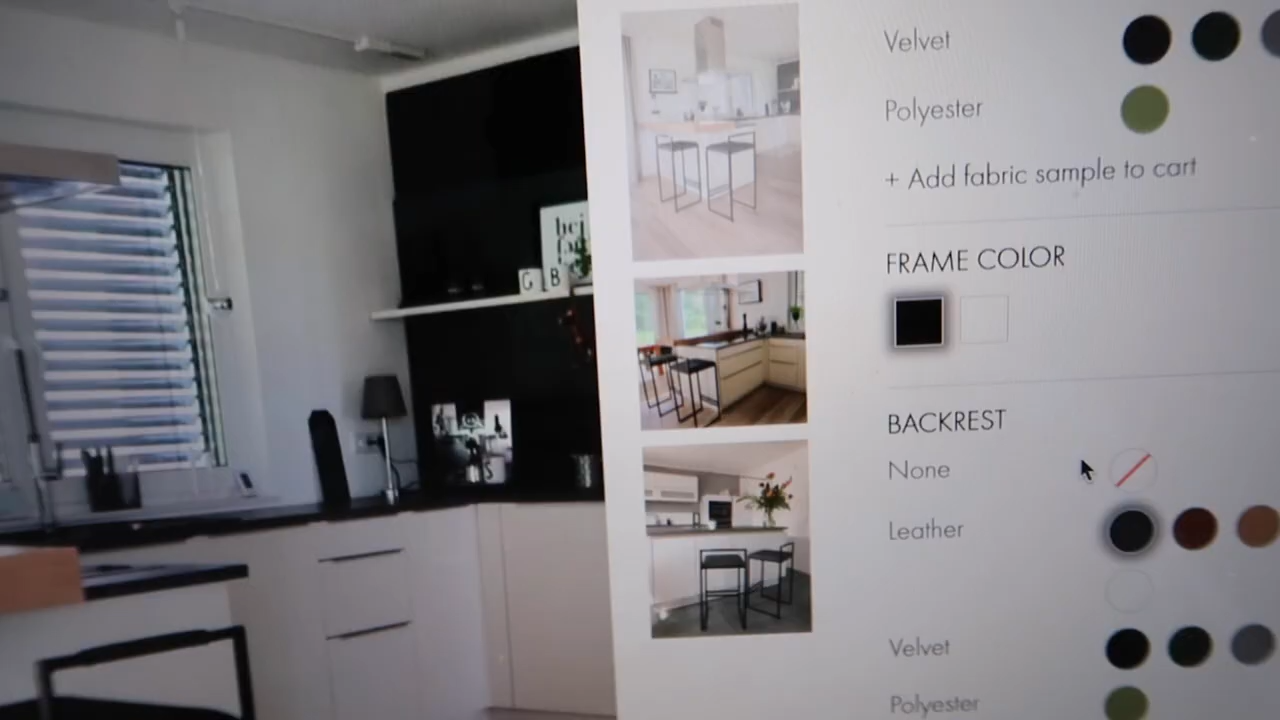 Velvet
Polyester
+ Add fabric sample to cart
FRAME COLOR
BACKREST
None
Leather
Velvet
Polyester
G B